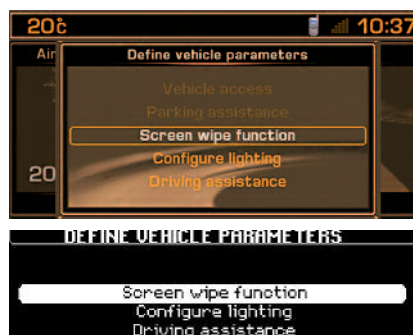 20°c 10:37
Air Define vehicle parameters
Vehicle access
Parking assistance
Screen wipe function
Configure lighting
20 Driving assistance
DEFINE VEHICLE PARAMETERS
Screen wipe function
Configure lighting
Driving assistance